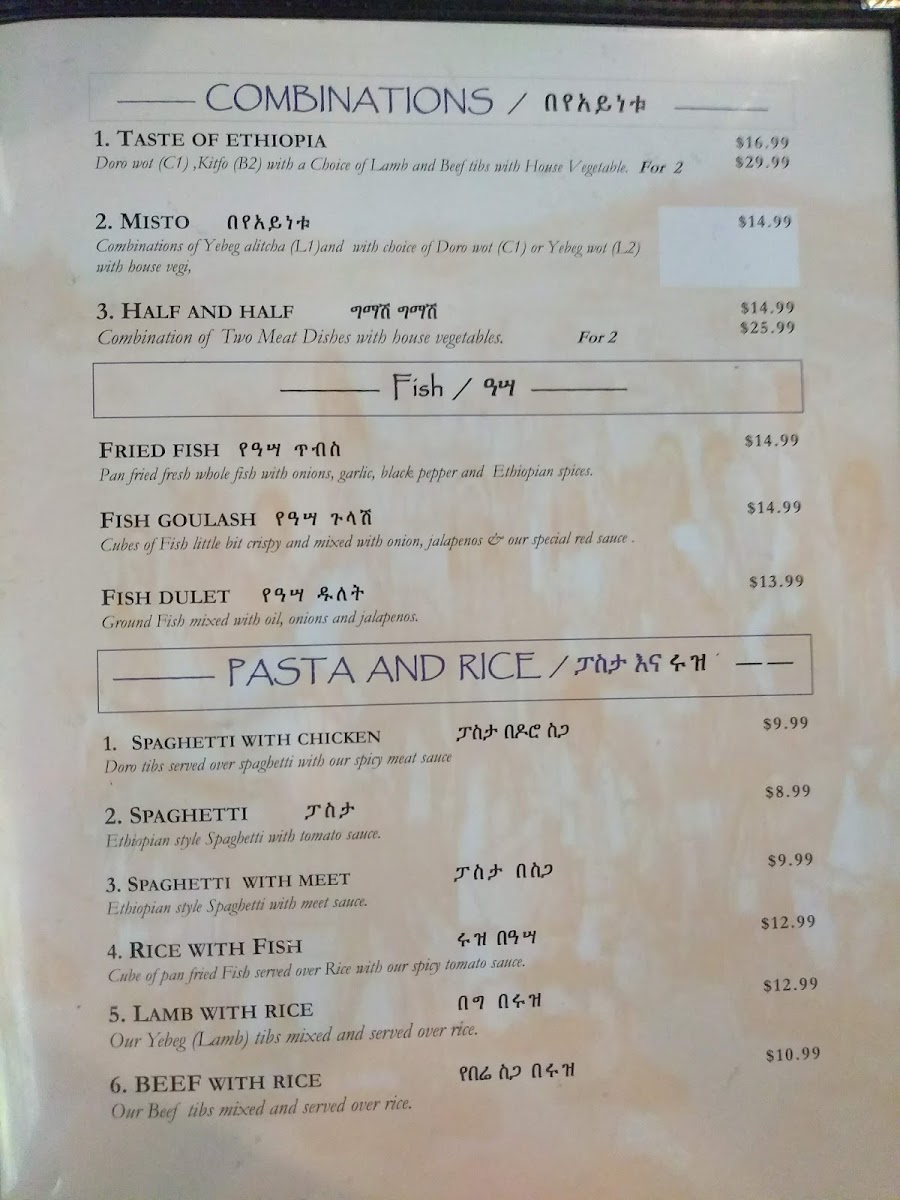 COMBINATIONS / በየአይነቱ
1. TASTE OF ETHIOPIA $16.99
Doro wot (C1) ,Kitfo (B2) with a Choice of Lamb and Beef tibs with House Vegetable. For 2 $29.99
2. MISTO በየአይነቱ $14.99
Combinations of Yebeg alitcha (L1)and with choice of Doro wot (C1) or Yebeg wot (L2)
with house vegi,
3. HALF AND HALF ግማሽ ግማሽ $14.99
Combination of Two Meat Dishes with house vegetables. For 2 $25.99
Fish / ዓሣ
FRIED FISH የዓሣ ጥብስ $14.99
Pan fried fresh whole fish with onions, garlic, black pepper and Ethiopian spices.
FISH GOULASH የዓሣ ጉላሽ $14.99
Cubes of Fish little bit crispy and mixed with onion, jalapenos & our special red sauce .
FISH DULET የዓሣ ዱለት $13.99
Ground Fish mixed with oil, onions and jalapenos.
PASTA AND RICE / ፓስታ እና ሩዝ
1. SPAGHETTI WITH CHICKEN ፓስታ በዶሮ ስጋ $9.99
Doro tibs served over spaghetti with our spicy meat sauce
2. SPAGHETTI ፓስታ $8.99
Ethiopian style Spaghetti with tomato sauce.
3. SPAGHETTI WITH MEET ፓስታ በስጋ $9.99
Ethiopian style Spaghetti with meet sauce.
4. RICE WITH FISH ሩዝ በዓሣ $12.99
Cube of pan fried Fish served over Rice with our spicy tomato sauce.
5. LAMB WITH RICE በግ በሩዝ $12.99
Our Yebeg (Lamb) tibs mixed and served over rice.
6. BEEF WITH RICE የበሬ ስጋ በሩዝ $10.99
Our Beef tibs mixed and served over rice.